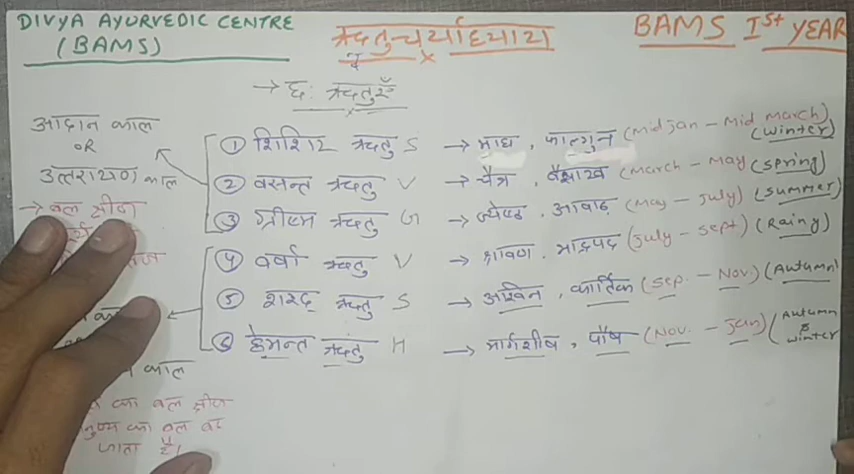 DIVYA AYURVEDIC CENTRE
(BAMS)
ऋतुचर्याध्याय
BAMS Ist YEAR
→ छः ऋतुएँ
आदान काल
OR
उत्तरायण काल
→ बल क्षीण
① शिशिर ऋतु S → माघ, फाल्गुन (mid jan - mid march) (winter)
② वसन्त ऋतु V → चैत्र, वैशाख (march - may (spring)
③ ग्रीष्म ऋतु G → ज्येष्ठ, आषाढ़ (may - july) (summer)
④ वर्षा ऋतु V → श्रावण, भाद्रपद (july - sept) (Rainy)
⑤ शरद् ऋतु S → अश्विन, कार्तिक (sep. - Nov.) (Autumn)
⑥ हेमन्त ऋतु H → मार्गशीष, पौष (Nov. - jan) (Autumn & winter
काल
का बल क्षीण
का बल बढ
जाता है।